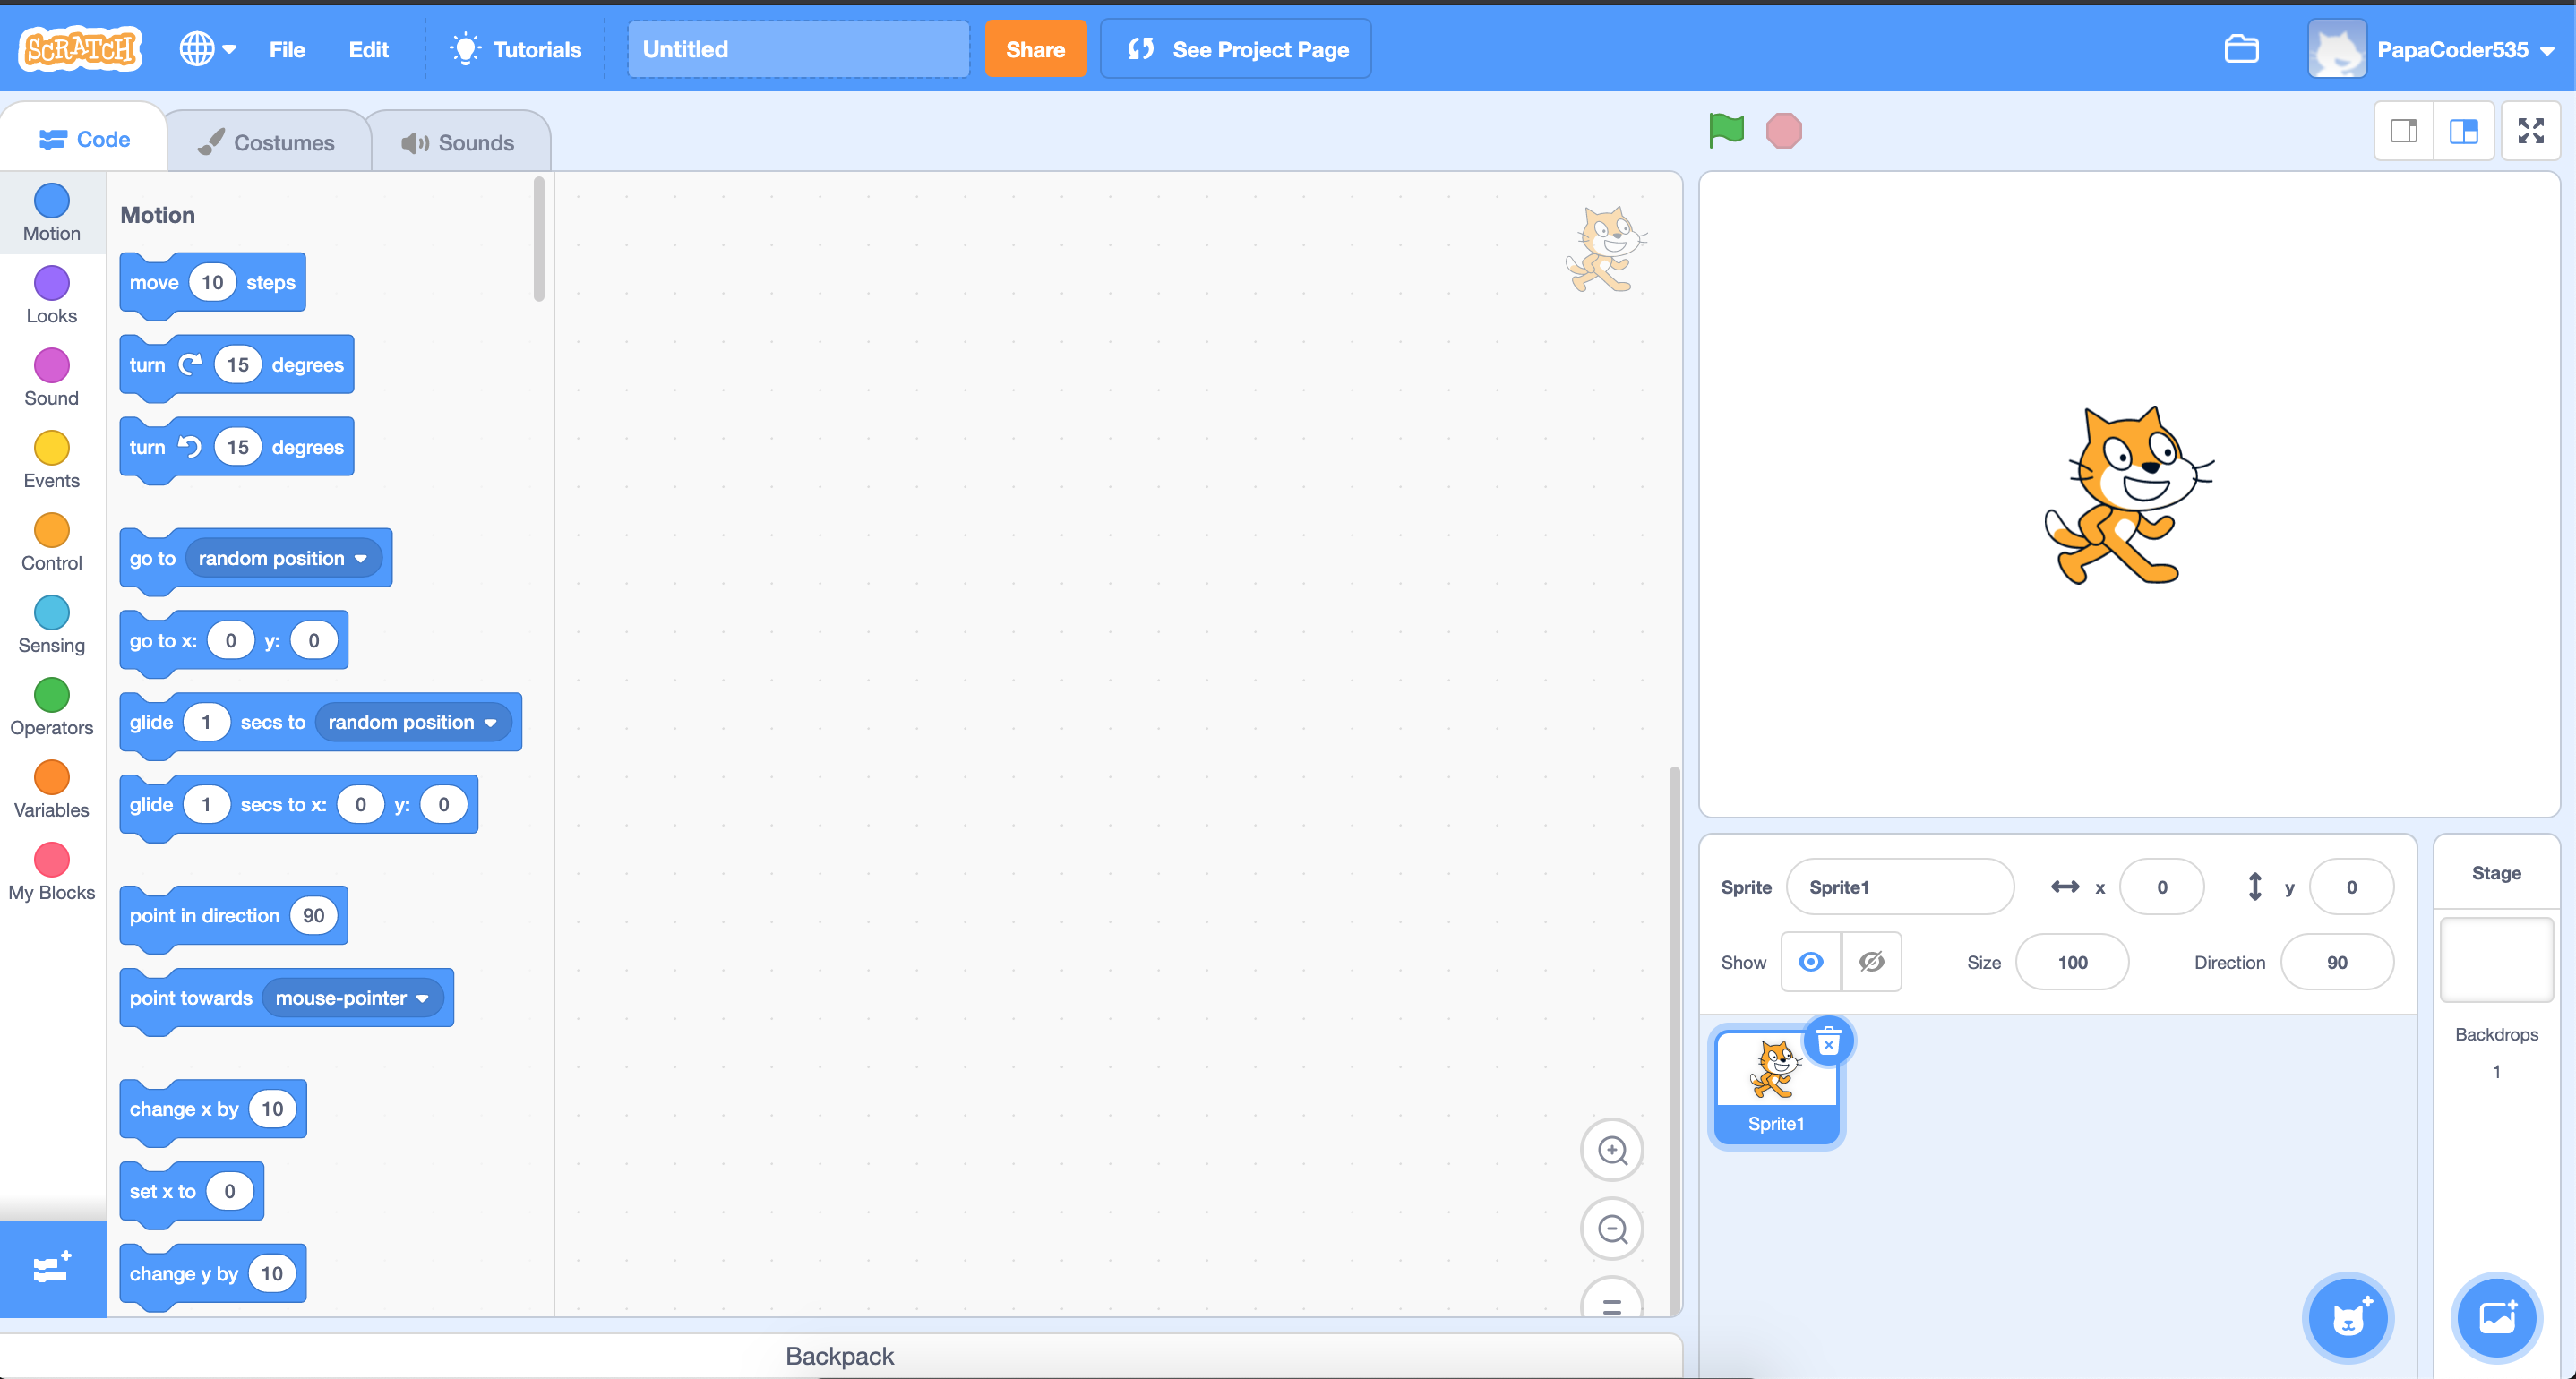 SCRATCH
File
Edit
Tutorials
Untitled
Share
See Project Page
PapaCoder535
Code
Costumes
Sounds
Motion
Looks
Sound
Events
Control
Sensing
Operators
Variables
My Blocks
Motion
move 10 steps
turn 15 degrees
turn 15 degrees
go to random position
go to x: 0 y: 0
glide 1 secs to random position
glide 1 secs to x: 0 y: 0
point in direction 90
point towards mouse-pointer
change x by 10
set x to 0
change y by 10
Backpack
Sprite Sprite1 x 0 y 0
Show Size 100 Direction 90
Sprite1
Stage
Backdrops
1